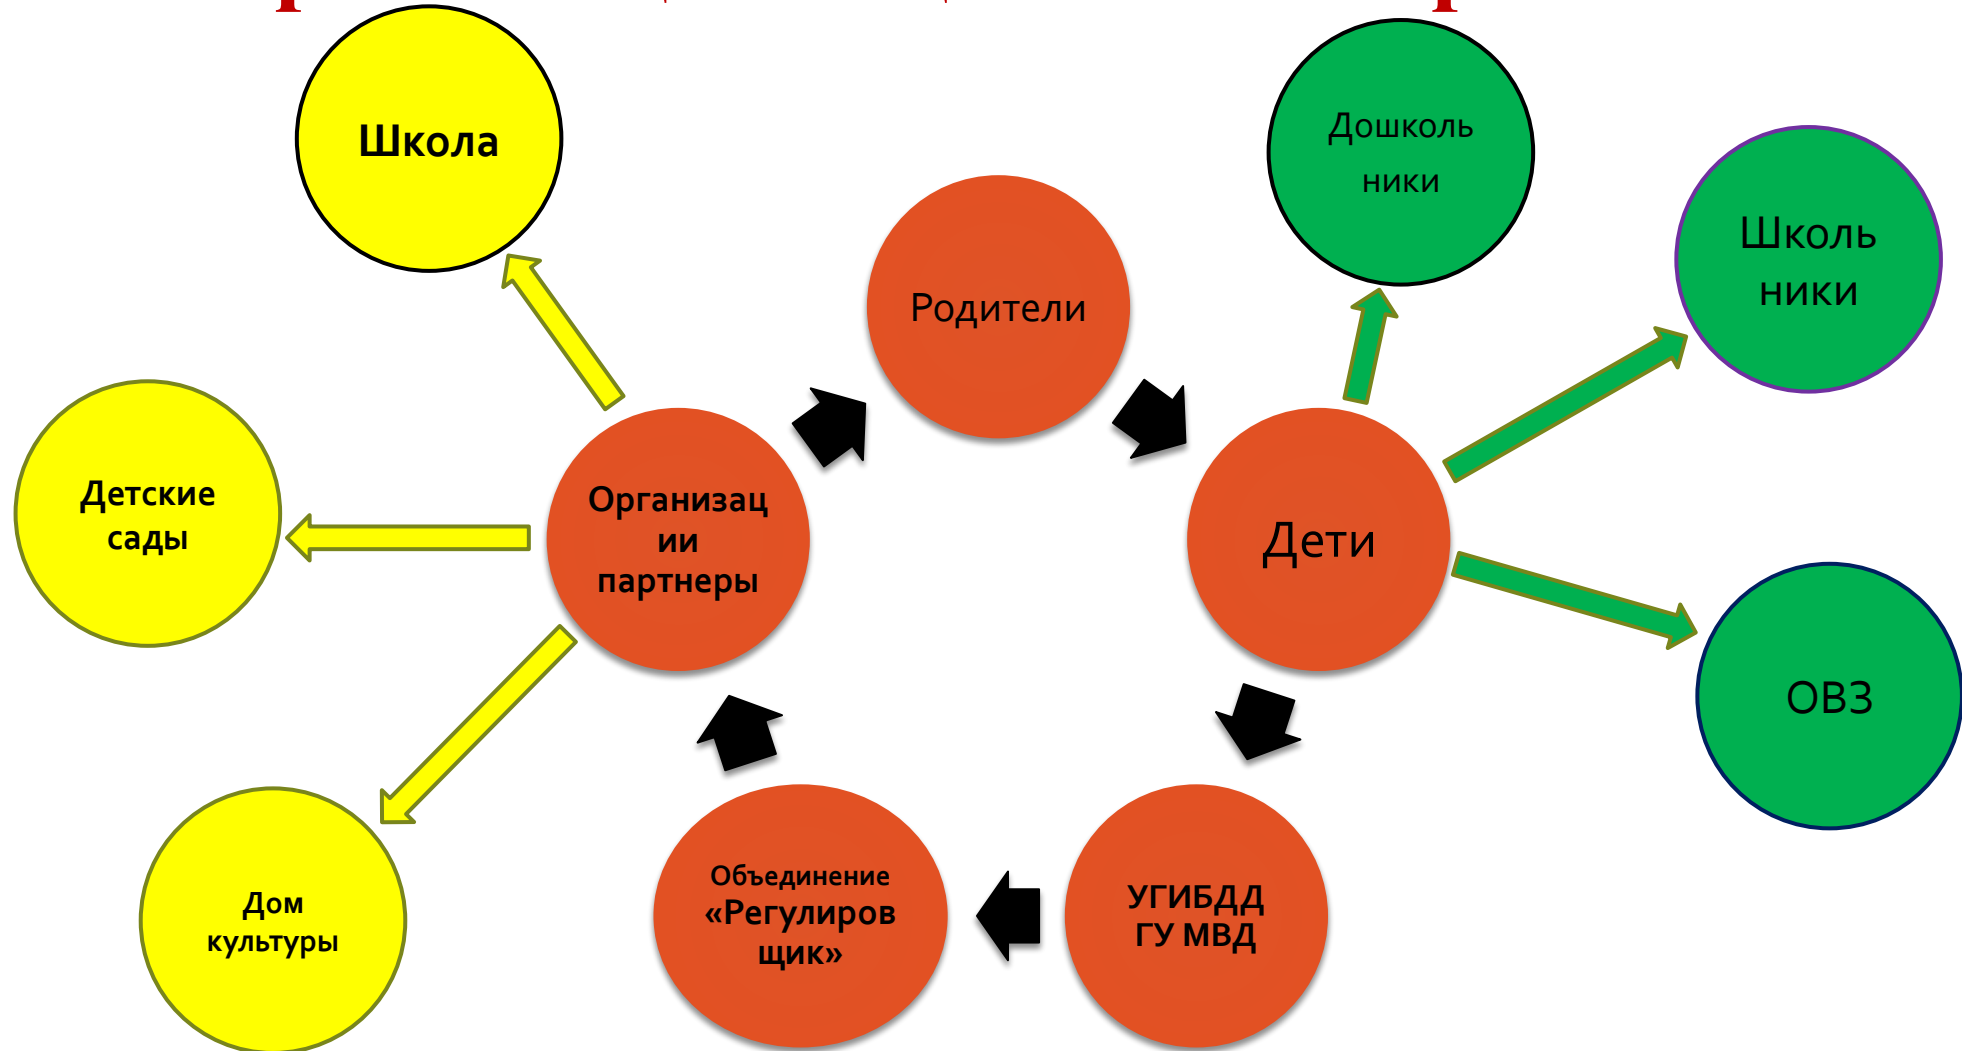 Школа
Дошколь
ники
Школь
ники
Родители
Детские
сады
Организац
ии
партнеры
Дети
ОВЗ
Дом
культуры
Объединение
«Регулиров
щик»
УГИБДД
ГУ МВД